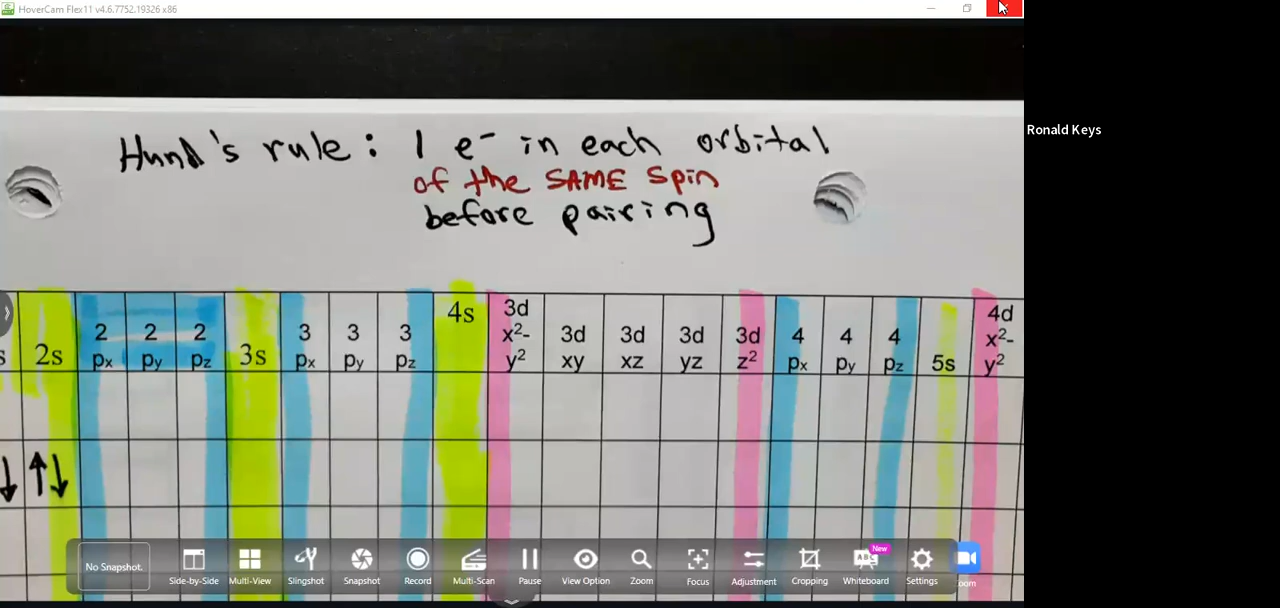 HoverCam Flex11 v4.6.7752.19326 x86
Ronald Keys
Hund's rule: 1 e⁻ in each orbital
of the SAME spin
before pairing
s 2s 2 px 2 py 2 pz 3s 3 px 3 py 3 pz 4s 3d x²-y² 3d xy 3d xz 3d yz 3d z² 4 px 4 py 4 pz 5s 4d x²-y²
↓ ↑↓
No Snapshot. Side-by-Side Multi-View Slingshot Snapshot Record Multi-Scan Pause View Option Zoom Focus Adjustment Cropping ABC New Whiteboard Settings oom